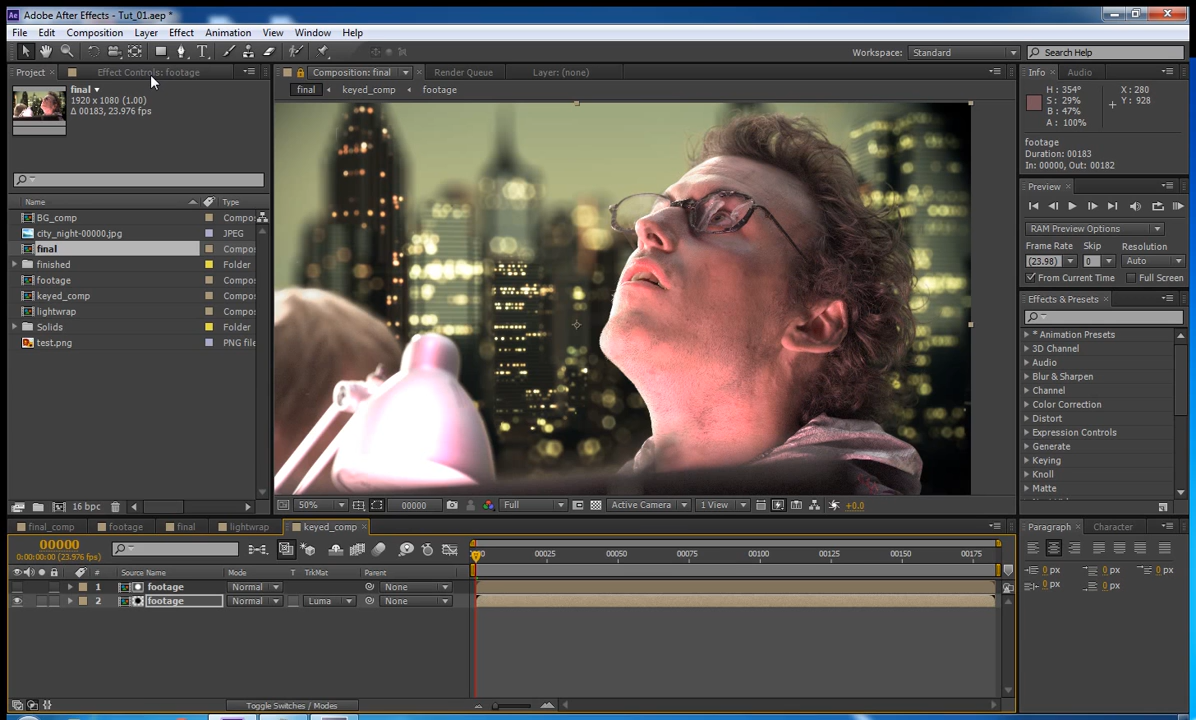 Adobe After Effects - Tut_01.aep *
File Edit Composition Layer Effect Animation View Window Help
Workspace: Standard
Search Help
Project Effect Controls: footage
final
1920 x 1080 (1.00)
Δ 00183, 23.976 fps
Name Type
BG_comp Compo
city_night-00000.jpg JPEG
final Compo
finished Folder
footage Compo
keyed_comp Compo
lightwrap Compo
Solids Folder
test.png PNG file
16 bpc
Composition: final Render Queue Layer: (none)
final keyed_comp footage
50% 00000 Full Active Camera 1 View +0.0
Info Audio
H : 354°
S : 29%
B : 47%
A : 100%
X : 280
Y : 928
footage
Duration: 00183
In: 00000, Out: 00182
Preview
RAM Preview Options
Frame Rate Skip Resolution
(23.98) 0 Auto
From Current Time Full Screen
Effects & Presets
* Animation Presets
3D Channel
Audio
Blur & Sharpen
Channel
Color Correction
Distort
Expression Controls
Generate
Keying
Knoll
Matte
final_comp footage final lightwrap keyed_comp
00000
0:00:00:00 (23.976 fps)
00025 00050 00075 00100 00125 00150 00175
# Source Name Mode T TrkMat Parent
1 footage Normal None
2 footage Normal Luma None
Toggle Switches / Modes
Paragraph Character
0 px 0 px 0 px
0 px 0 px